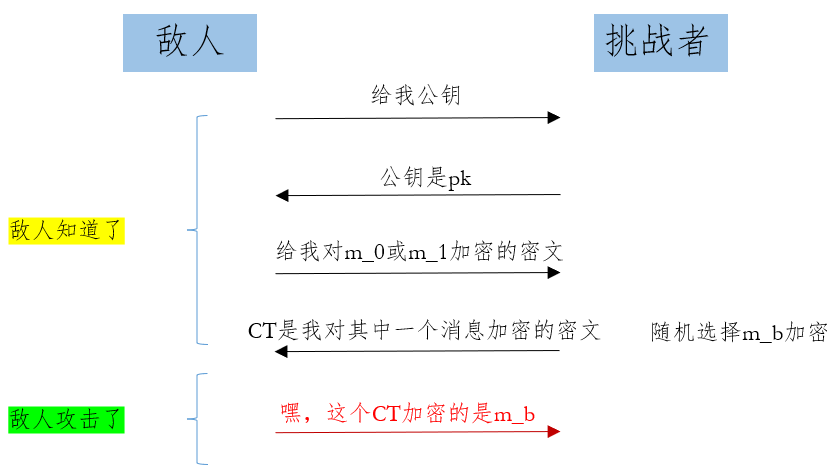 敌人
挑战者
给我公钥
公钥是pk
敌人知道了
给我对m_0或m_1加密的密文
CT是我对其中一个消息加密的密文
随机选择m_b加密
敌人攻击了
嘿，这个CT加密的是m_b